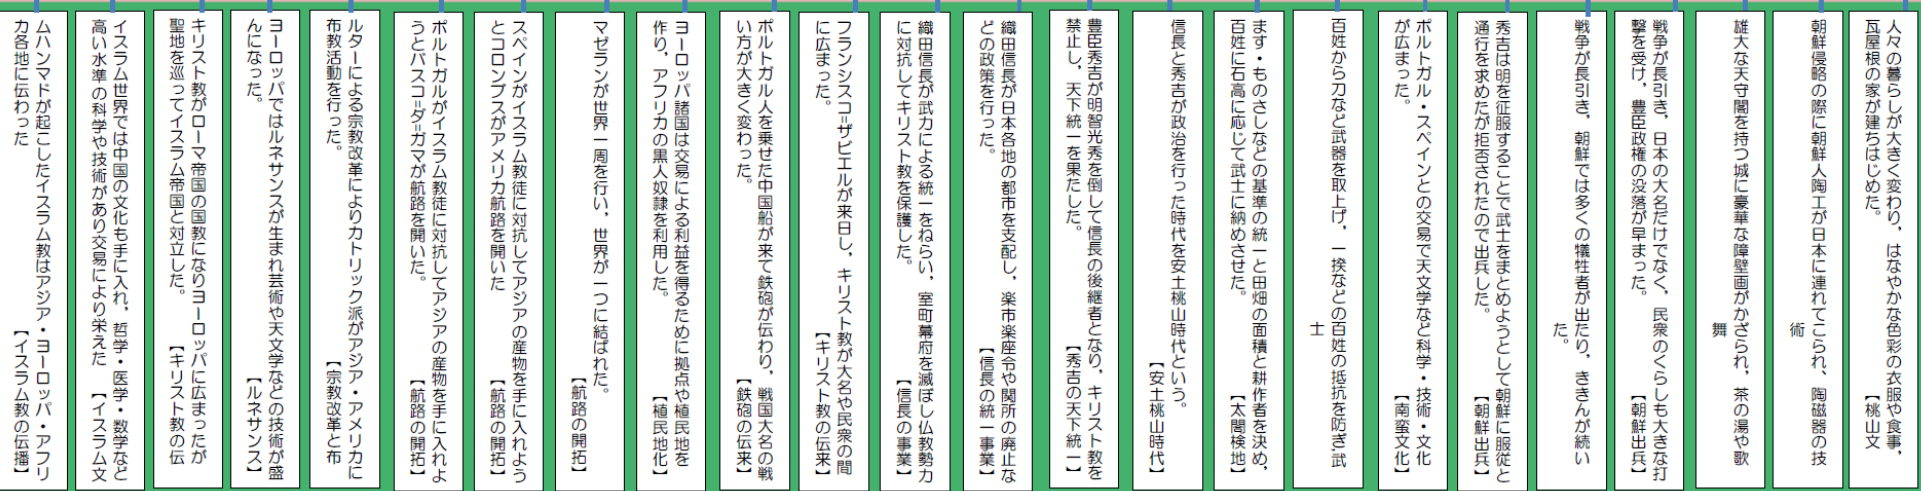 人々の暮らしが大きく変わり，はなやかな色彩の衣服や食事，
瓦屋根の家が建ちはじめた。　【桃山文
朝鮮侵略の際に朝鮮人陶工が日本に連れてこられ、陶磁器の技
術
雄大な天守閣を持つ城に豪華な障壁画がかざられ，茶の湯や歌
舞
戦争が長引き，日本の大名だけでなく，民衆のくらしも大きな打
撃を受け，豊臣政権の没落が早まった。　【朝鮮出兵】
戦争が長引き，朝鮮では多くの犠牲者が出たり，ききんが続い
た。
秀吉は明を征服することで武士をまとめようとして朝鮮に服従と
通行を求めたが拒否されたので出兵した。　【朝鮮出兵】
ポルトガル・スペインとの交易で天文学など科学・技術・文化
が広まった。　【南蛮文化】
百姓から刀など武器を取上げ，一揆などの百姓の抵抗を防ぎ,武
士
ます・ものさしなどの基準の統一と田畑の面積と耕作者を決め，
百姓に石高に応じて武士に納めさせた。　【太閤検地】
信長と秀吉が政治を行った時代を安土桃山時代という。
【安土桃山時代】
豊臣秀吉が明智光秀を倒して信長の後継者となり，キリスト教を
禁止し，天下統一を果たした。　【秀吉の天下統一】
織田信長が日本各地の都市を支配し，楽市楽座令や関所の廃止な
どの政策を行った。　【信長の統一事業】
織田信長が武力による統一をねらい，室町幕府を滅ぼし仏教勢力
に対抗してキリスト教を保護した。　【信長の事業】
フランシスコ=ザビエルが来日し，キリスト教が大名や民衆の間
に広まった。　【キリスト教の伝来】
ポルトガル人を乗せた中国船が来て鉄砲が伝わり，戦国大名の戦
い方が大きく変わった。　【鉄砲の伝来】
ヨーロッパ諸国は交易による利益を得るために拠点や植民地を
作り，アフリカの黒人奴隷を利用した。　【植民地化】
マゼランが世界一周を行い，世界が一つに結ばれた。
【航路の開拓】
スペインがイスラム教徒に対抗してアジアの産物を手に入れよう
とコロンブスがアメリカ航路を開いた　【航路の開拓】
ポルトガルがイスラム教徒に対抗してアジアの産物を手に入れよ
うとバスコ=ダ=ガマが航路を開いた。　【航路の開拓】
ルターによる宗教改革によりカトリック派がアジア・アメリカに
布教活動を行った。　【宗教改革と布
ヨーロッパではルネサンスが生まれ芸術や天文学などの技術が盛
んになった。　【ルネサンス】
キリスト教がローマ帝国の国教になりヨーロッパに広まったが
聖地を巡ってイスラム帝国と対立した。　【キリスト教の伝
イスラム世界では中国の文化も手に入れ，哲学・医学・数学など
高い水準の科学や技術があり交易により栄えた　【イスラム文
ムハンマドが起こしたイスラム教はアジア・ヨーロッパ・アフリ
カ各地に伝わった　【イスラム教の伝播】